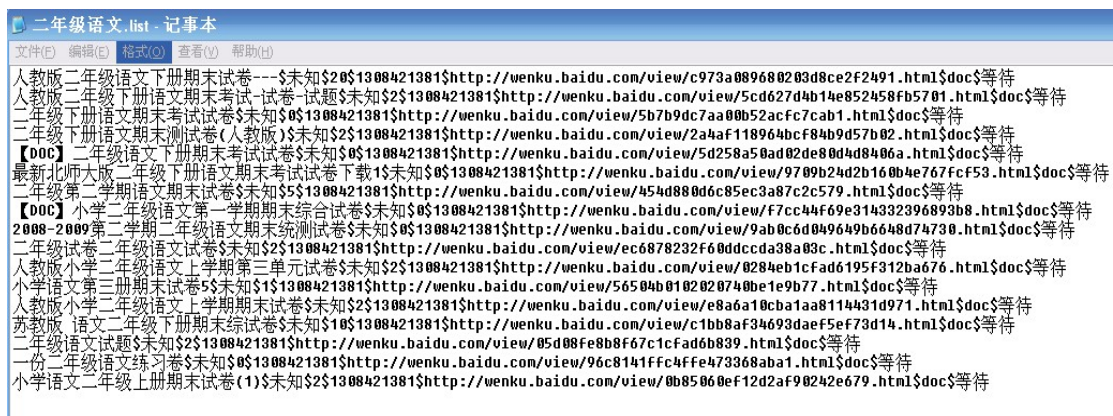 二年级语文.list - 记事本
文件(F) 编辑(E) 格式(O) 查看(V) 帮助(H)
人教版二年级语文下册期末试卷---$未知$20$1308421381$http://wenku.baidu.com/view/c973a089680203d8ce2f2491.html$doc$等待
人教版二年级下册语文期末考试-试卷-试题$未知$2$1308421381$http://wenku.baidu.com/view/5cd627d4b14e852458fb5701.html$doc$等待
二年级下册语文期末考试试卷$未知$0$1308421381$http://wenku.baidu.com/view/5b7b9dc7aa00b52acfc7cab1.html$doc$等待
二年级下册语文期末测试卷(人教版)$未知$2$1308421381$http://wenku.baidu.com/view/2a4af118964bcf84b9d57b02.html$doc$等待
【DOC】二年级语文下册期末考试试卷$未知$0$1308421381$http://wenku.baidu.com/view/5d258a50ad02de80d4d8406a.html$doc$等待
最新北师大版二年级下册语文期末考试试卷下载1$未知$0$1308421381$http://wenku.baidu.com/view/9709b24d2b160b4e767fcf53.html$doc$等待
二年级第二学期语文期末试卷$未知$5$1308421381$http://wenku.baidu.com/view/454d880d6c85ec3a87c2c579.html$doc$等待
【DOC】小学二年级语文第一学期期末综合试卷$未知$0$1308421381$http://wenku.baidu.com/view/f7cc44f69e314332396893b8.html$doc$等待
2008-2009第二学期二年级语文期末统测试卷$未知$0$1308421381$http://wenku.baidu.com/view/9ab0c6d049649b6648d74730.html$doc$等待
二年级试卷二年级语文试卷$未知$2$1308421381$http://wenku.baidu.com/view/ec6878232f60ddccda38a03c.html$doc$等待
人教版小学二年级语文上学期第三单元试卷$未知$2$1308421381$http://wenku.baidu.com/view/0284eb1cfad6195f312ba676.html$doc$等待
小学语文第三册期末试卷5$未知$1$1308421381$http://wenku.baidu.com/view/56504b0102020740be1e9b77.html$doc$等待
人教版小学二年级语文上学期期末试卷$未知$2$1308421381$http://wenku.baidu.com/view/e8a6a10cba1aa8114431d971.html$doc$等待
苏教版 语文二年级下册期末综试卷$未知$10$1308421381$http://wenku.baidu.com/view/c1bb8af34693daef5ef73d14.html$doc$等待
二年级语文试题$未知$2$1308421381$http://wenku.baidu.com/view/05d08fe8b8f67c1cfad6b839.html$doc$等待
一份二年级语文练习卷$未知$0$1308421381$http://wenku.baidu.com/view/96c8141ffc4ffe473368aba1.html$doc$等待
小学语文二年级上册期末试卷(1)$未知$2$1308421381$http://wenku.baidu.com/view/0b85060ef12d2af90242e679.html$doc$等待